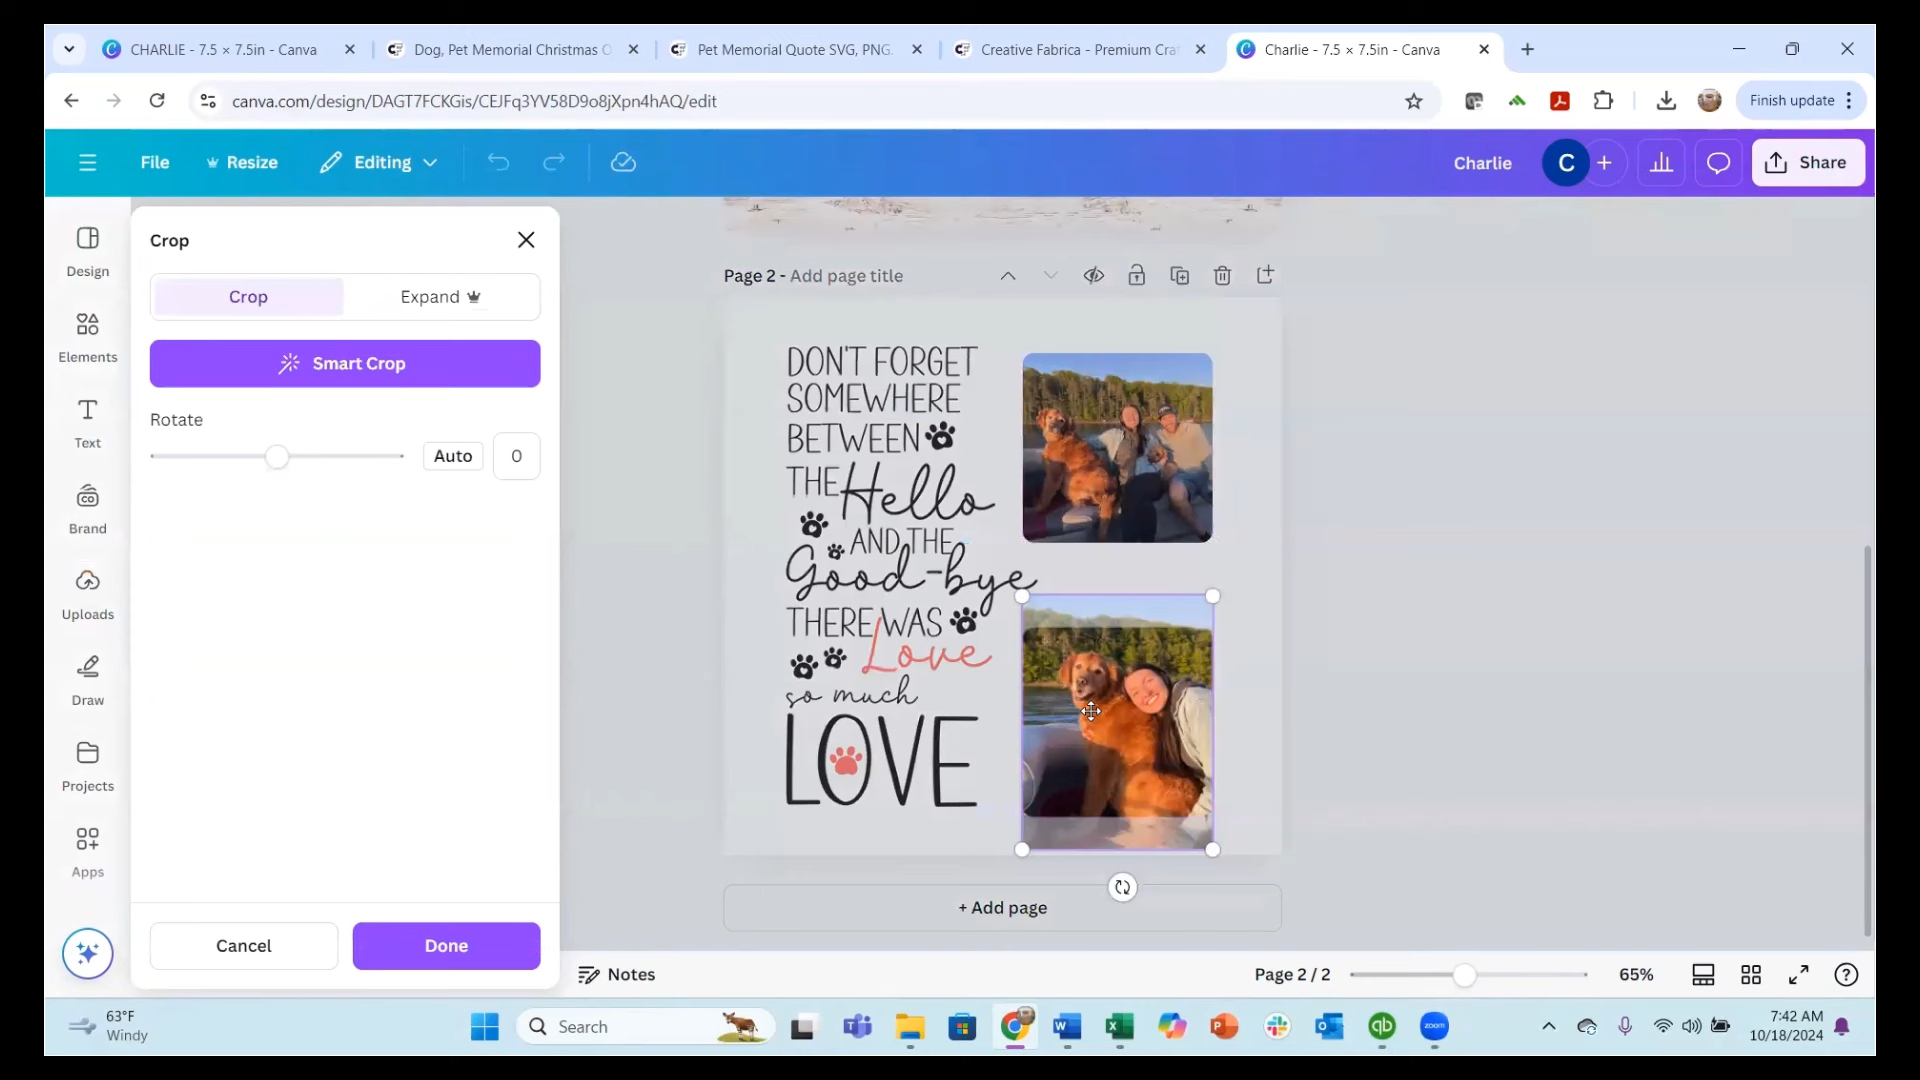 CHARLIE - 7.5 × 7.5in - Canva
Dog, Pet Memorial Christmas O
Pet Memorial Quote SVG, PNG.
Creative Fabrica - Premium Cra
Charlie - 7.5 × 7.5in - Canva
canva.com/design/DAGT7FCKGis/CEJFq3YV58D9o8jXpn4hAQ/edit
Finish update
File
Resize
Editing
Charlie
C
Share
Design
Elements
Text
Brand
Uploads
Draw
Projects
Apps
Crop
Crop
Expand
Smart Crop
Rotate
Auto
0
Cancel
Done
Page 2 - Add page title
DON'T FORGET
SOMEWHERE
BETWEEN
THE Hello
AND THE
Good-bye
THERE WAS
Love
so much
LOVE
+ Add page
Notes
Page 2 / 2
65%
63°F
Windy
Search
7:42 AM
10/18/2024